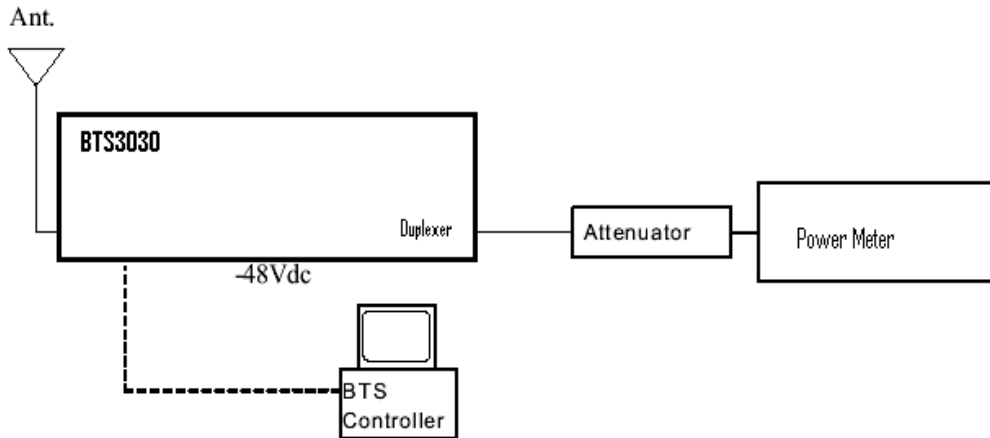 Ant.
BTS3030
Duplexer
Attenuator
Power Meter
-48Vdc
BTS
Controller